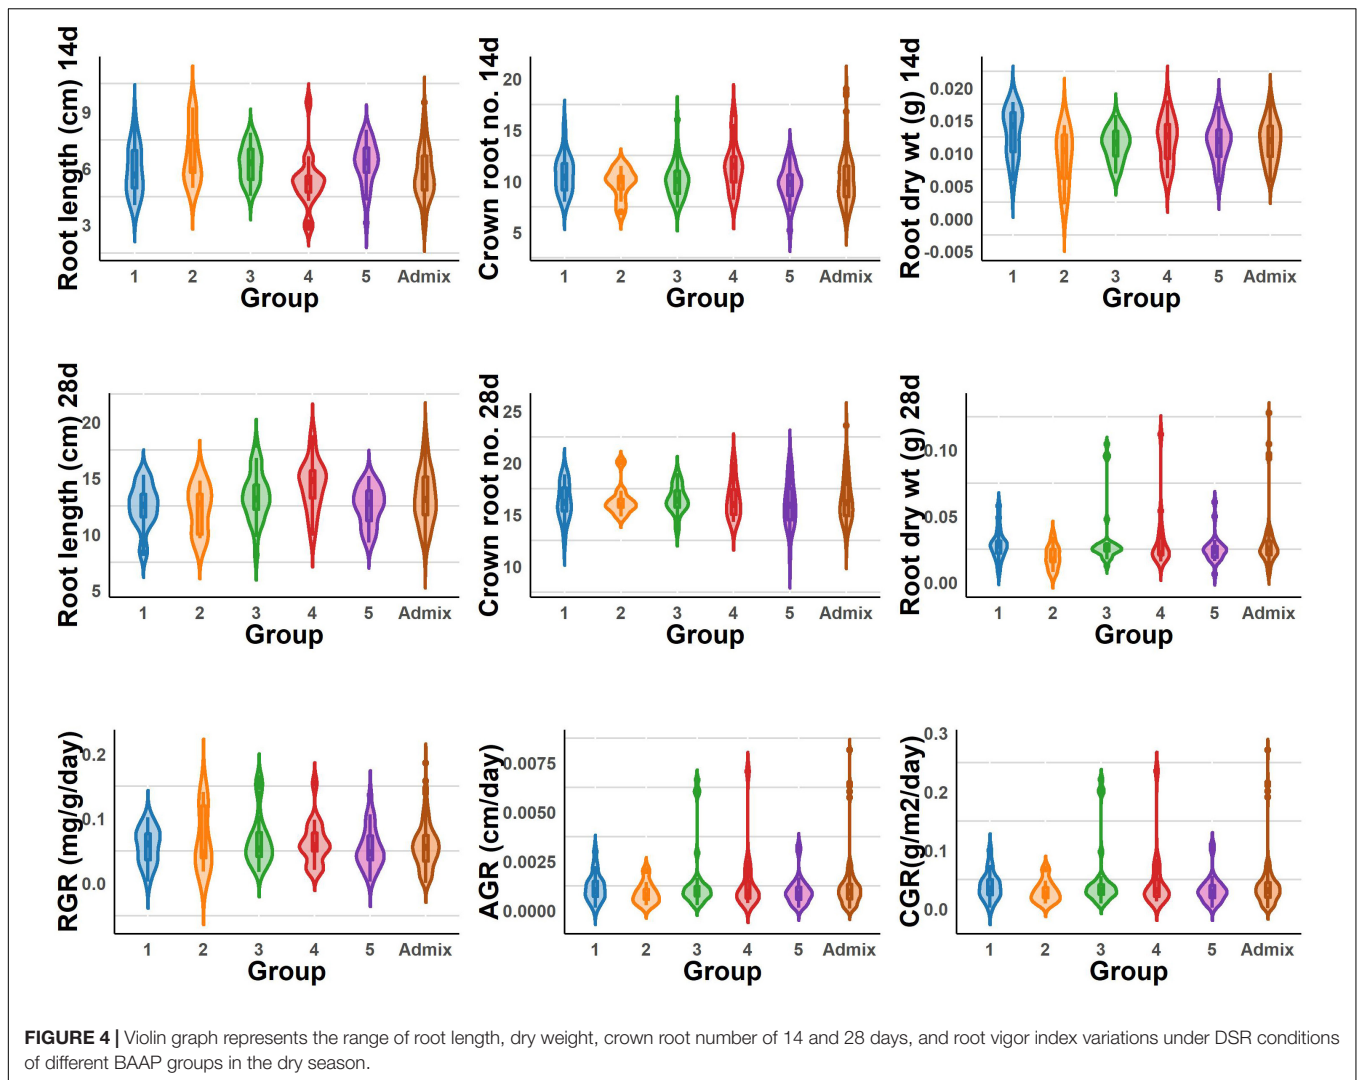 Root length (cm) 14d
9
6
3
1 2 3 4 5 Admix
Group
Crown root no. 14d
20
15
10
5
1 2 3 4 5 Admix
Group
Root dry wt (g) 14d
0.020
0.015
0.010
0.005
0.000
-0.005
1 2 3 4 5 Admix
Group
Root length (cm) 28d
20
15
10
5
1 2 3 4 5 Admix
Group
Crown root no. 28d
25
20
15
10
1 2 3 4 5 Admix
Group
Root dry wt (g) 28d
0.10
0.05
0.00
1 2 3 4 5 Admix
Group
RGR (mg/g/day)
0.2
0.1
0.0
1 2 3 4 5 Admix
Group
AGR (cm/day)
0.0075
0.0050
0.0025
0.0000
1 2 3 4 5 Admix
Group
CGR(g/m2/day)
0.3
0.2
0.1
0.0
1 2 3 4 5 Admix
Group
FIGURE 4 | Violin graph represents the range of root length, dry weight, crown root number of 14 and 28 days, and root vigor index variations under DSR conditions
of different BAAP groups in the dry season.